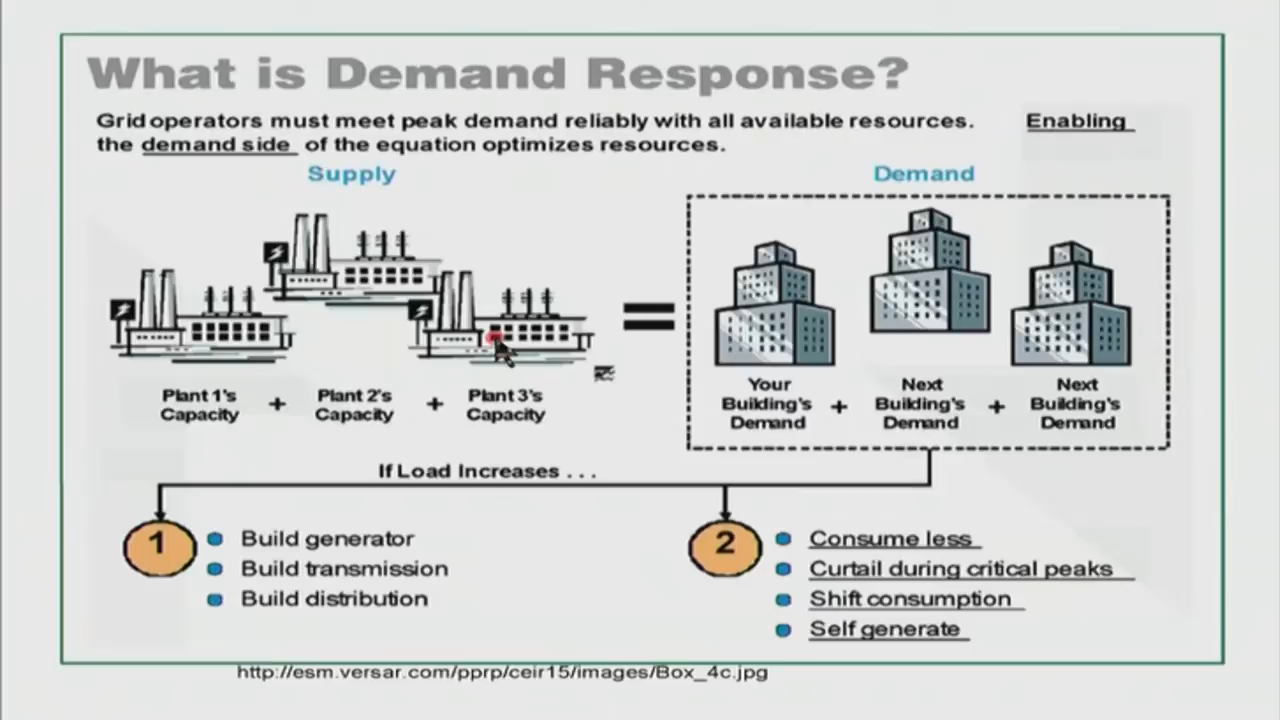 What is Demand Response?
Grid operators must meet peak demand reliably with all available resources. Enabling
the demand side of the equation optimizes resources.
Supply
Demand
Plant 1's
Capacity
+
Plant 2's
Capacity
+
Plant 3's
Capacity
=
Your
Building's
Demand
+
Next
Building's
Demand
+
Next
Building's
Demand
If Load Increases . . .
1
Build generator
Build transmission
Build distribution
2
Consume less
Curtail during critical peaks
Shift consumption
Self generate
http://esm.versar.com/pprp/ceir15/images/Box_4c.jpg